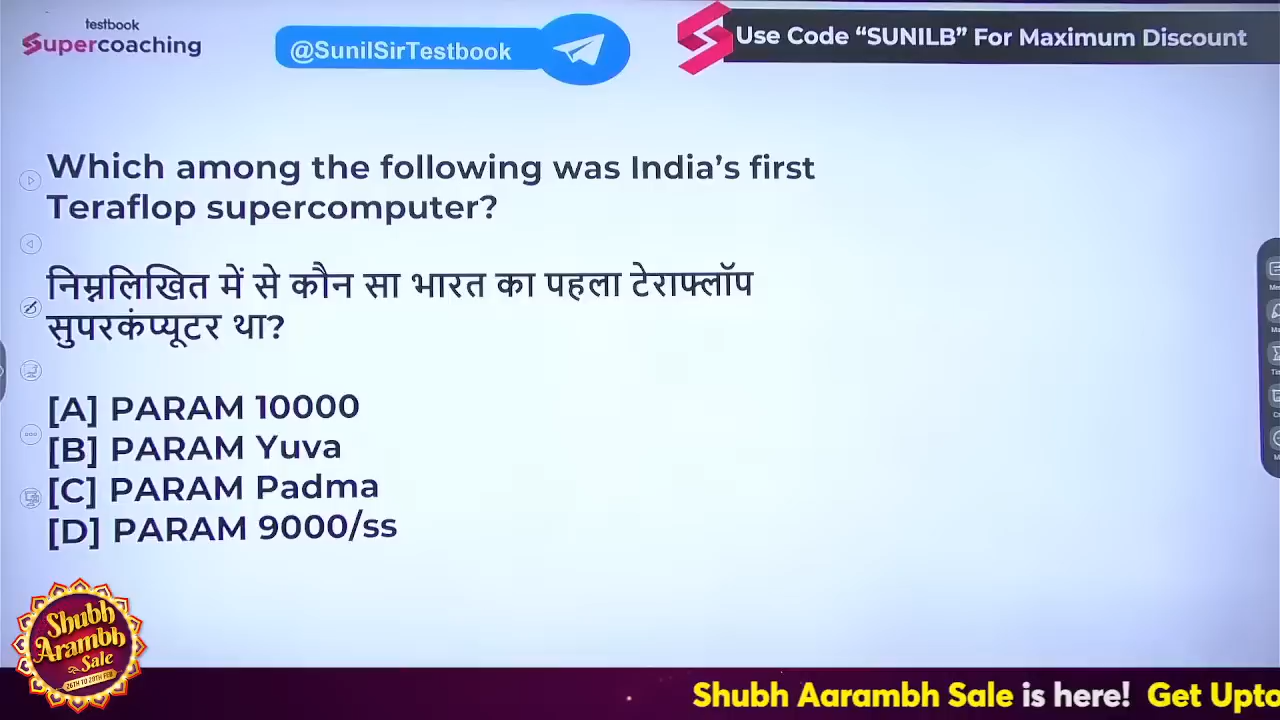 testbook
Supercoaching
@SunilSirTestbook
Use Code “SUNILB” For Maximum Discount
Which among the following was India’s first
Teraflop supercomputer?
निम्नलिखित में से कौन सा भारत का पहला टेराफ्लॉप
सुपरकंप्यूटर था?
[A] PARAM 10000
[B] PARAM Yuva
[C] PARAM Padma
[D] PARAM 9000/ss
Shubh
Arambh
Sale
Shubh Aarambh Sale is here! Get Upto